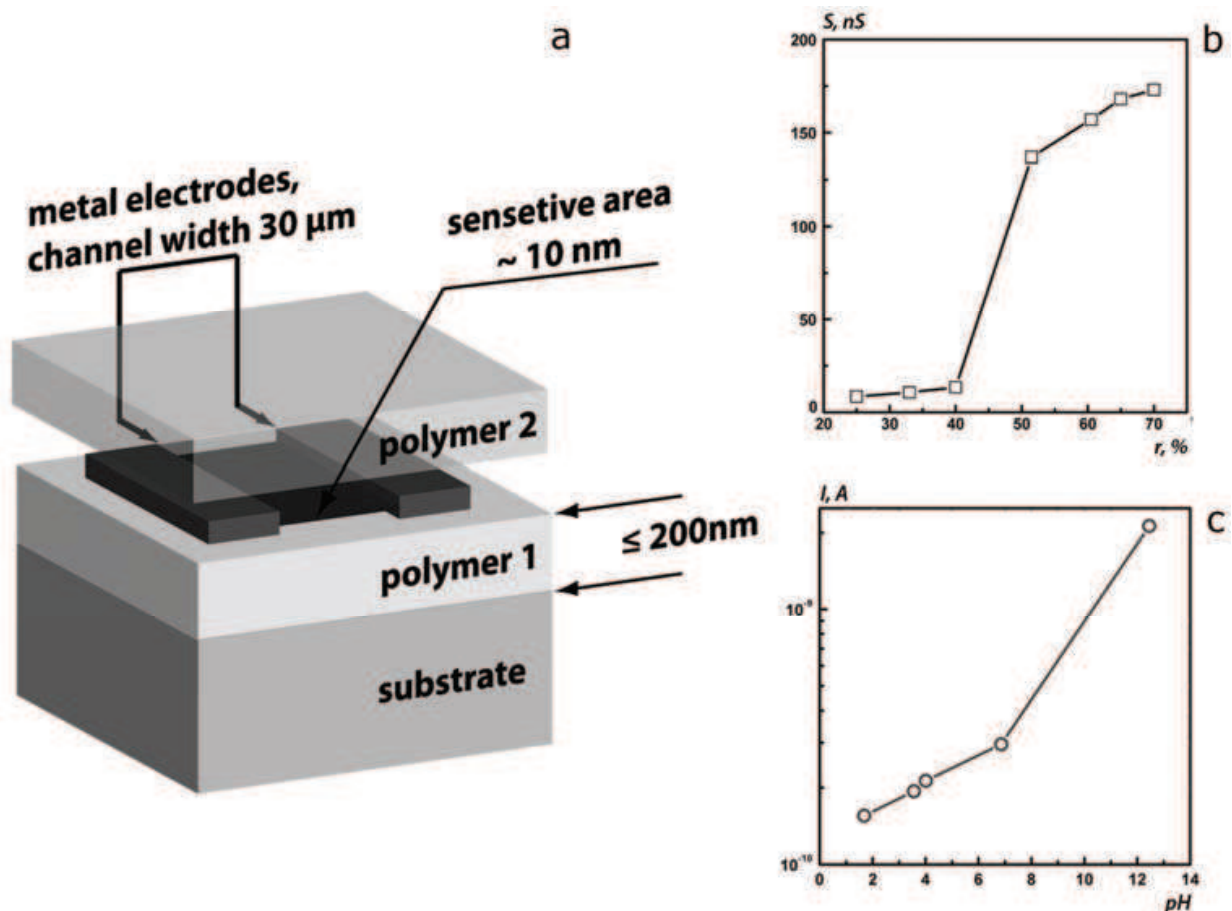 a
metal electrodes,
channel width 30 μm
sensetive area
~ 10 nm
polymer 2
≤ 200nm
polymer 1
substrate
b
S, nS
200
150
100
50
0
20 30 40 50 60 70
r, %
c
I, A
10⁻⁹
10⁻¹⁰
0 2 4 6 8 10 12 14
pH